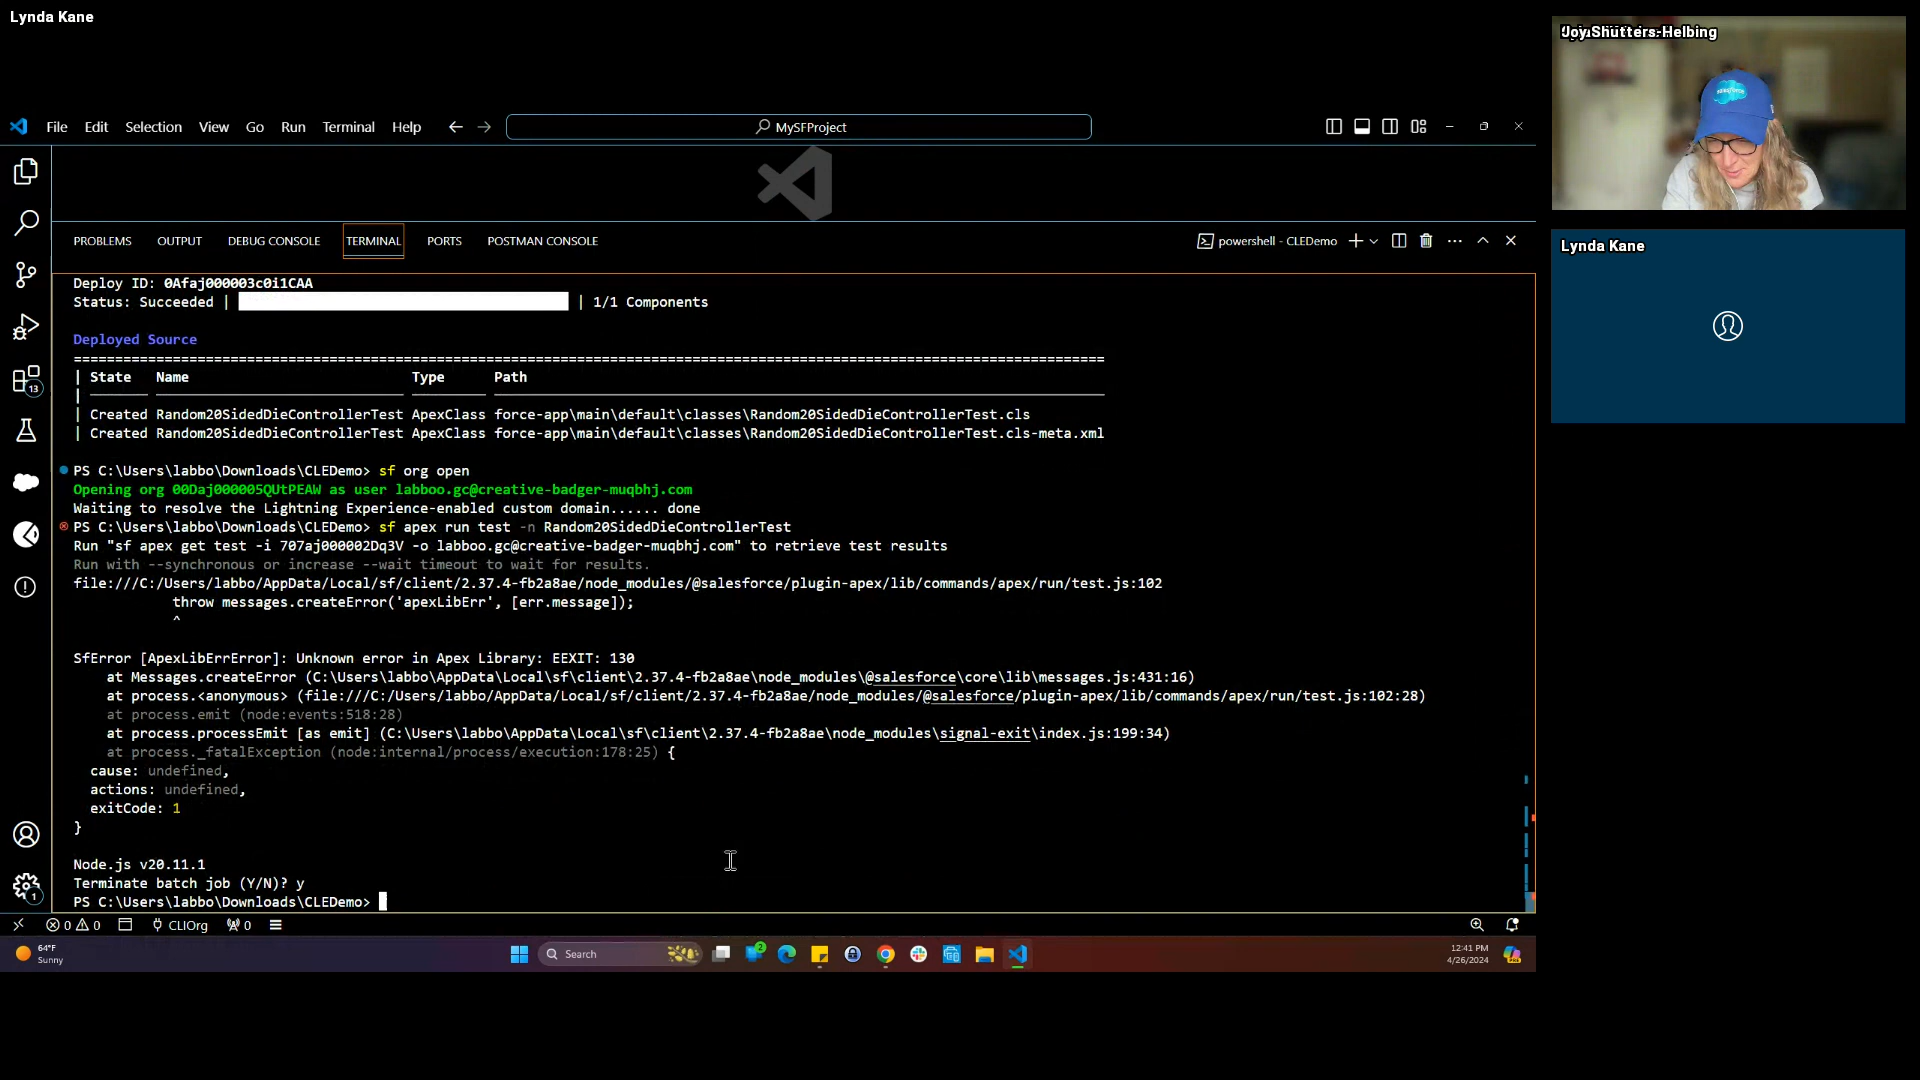 Lynda Kane
Joy Shutters-Helbing
File Edit Selection View Go Run Terminal Help
MySFProject
Lynda Kane
PROBLEMS OUTPUT DEBUG CONSOLE TERMINAL PORTS POSTMAN CONSOLE
powershell - CLEDemo
Deploy ID: 0Afaj000003c0i1CAA
Status: Succeeded | | 1/1 Components
Deployed Source
| State Name Type Path
| Created Random20SidedDieControllerTest ApexClass force-app\main\default\classes\Random20SidedDieControllerTest.cls
| Created Random20SidedDieControllerTest ApexClass force-app\main\default\classes\Random20SidedDieControllerTest.cls-meta.xml
PS C:\Users\labbo\Downloads\CLEDemo> sf org open
Opening org 00Daj000005QUtPEAW as user labboo.gc@creative-badger-muqbhj.com
Waiting to resolve the Lightning Experience-enabled custom domain...... done
PS C:\Users\labbo\Downloads\CLEDemo> sf apex run test -n Random20SidedDieControllerTest
Run "sf apex get test -i 707aj000002Dq3V -o labboo.gc@creative-badger-muqbhj.com" to retrieve test results
Run with --synchronous or increase --wait timeout to wait for results.
file:///C:/Users/labbo/AppData/Local/sf/client/2.37.4-fb2a8ae/node_modules/@salesforce/plugin-apex/lib/commands/apex/run/test.js:102
throw messages.createError('apexLibErr', [err.message]);
^
SfError [ApexLibErrError]: Unknown error in Apex Library: EEXIT: 130
at Messages.createError (C:\Users\labbo\AppData\Local\sf\client\2.37.4-fb2a8ae\node_modules\@salesforce\core\lib\messages.js:431:16)
at process.<anonymous> (file:///C:/Users/labbo/AppData/Local/sf/client/2.37.4-fb2a8ae/node_modules/@salesforce/plugin-apex/lib/commands/apex/run/test.js:102:28)
at process.emit (node:events:518:28)
at process.processEmit [as emit] (C:\Users\labbo\AppData\Local\sf\client\2.37.4-fb2a8ae\node_modules\signal-exit\index.js:199:34)
at process._fatalException (node:internal/process/execution:178:25) {
cause: undefined,
actions: undefined,
exitCode: 1
}
Node.js v20.11.1
Terminate batch job (Y/N)? y
PS C:\Users\labbo\Downloads\CLEDemo>
13
1
0 0 CLIOrg 0
64°F
Sunny
Search
2
12:41 PM
4/26/2024